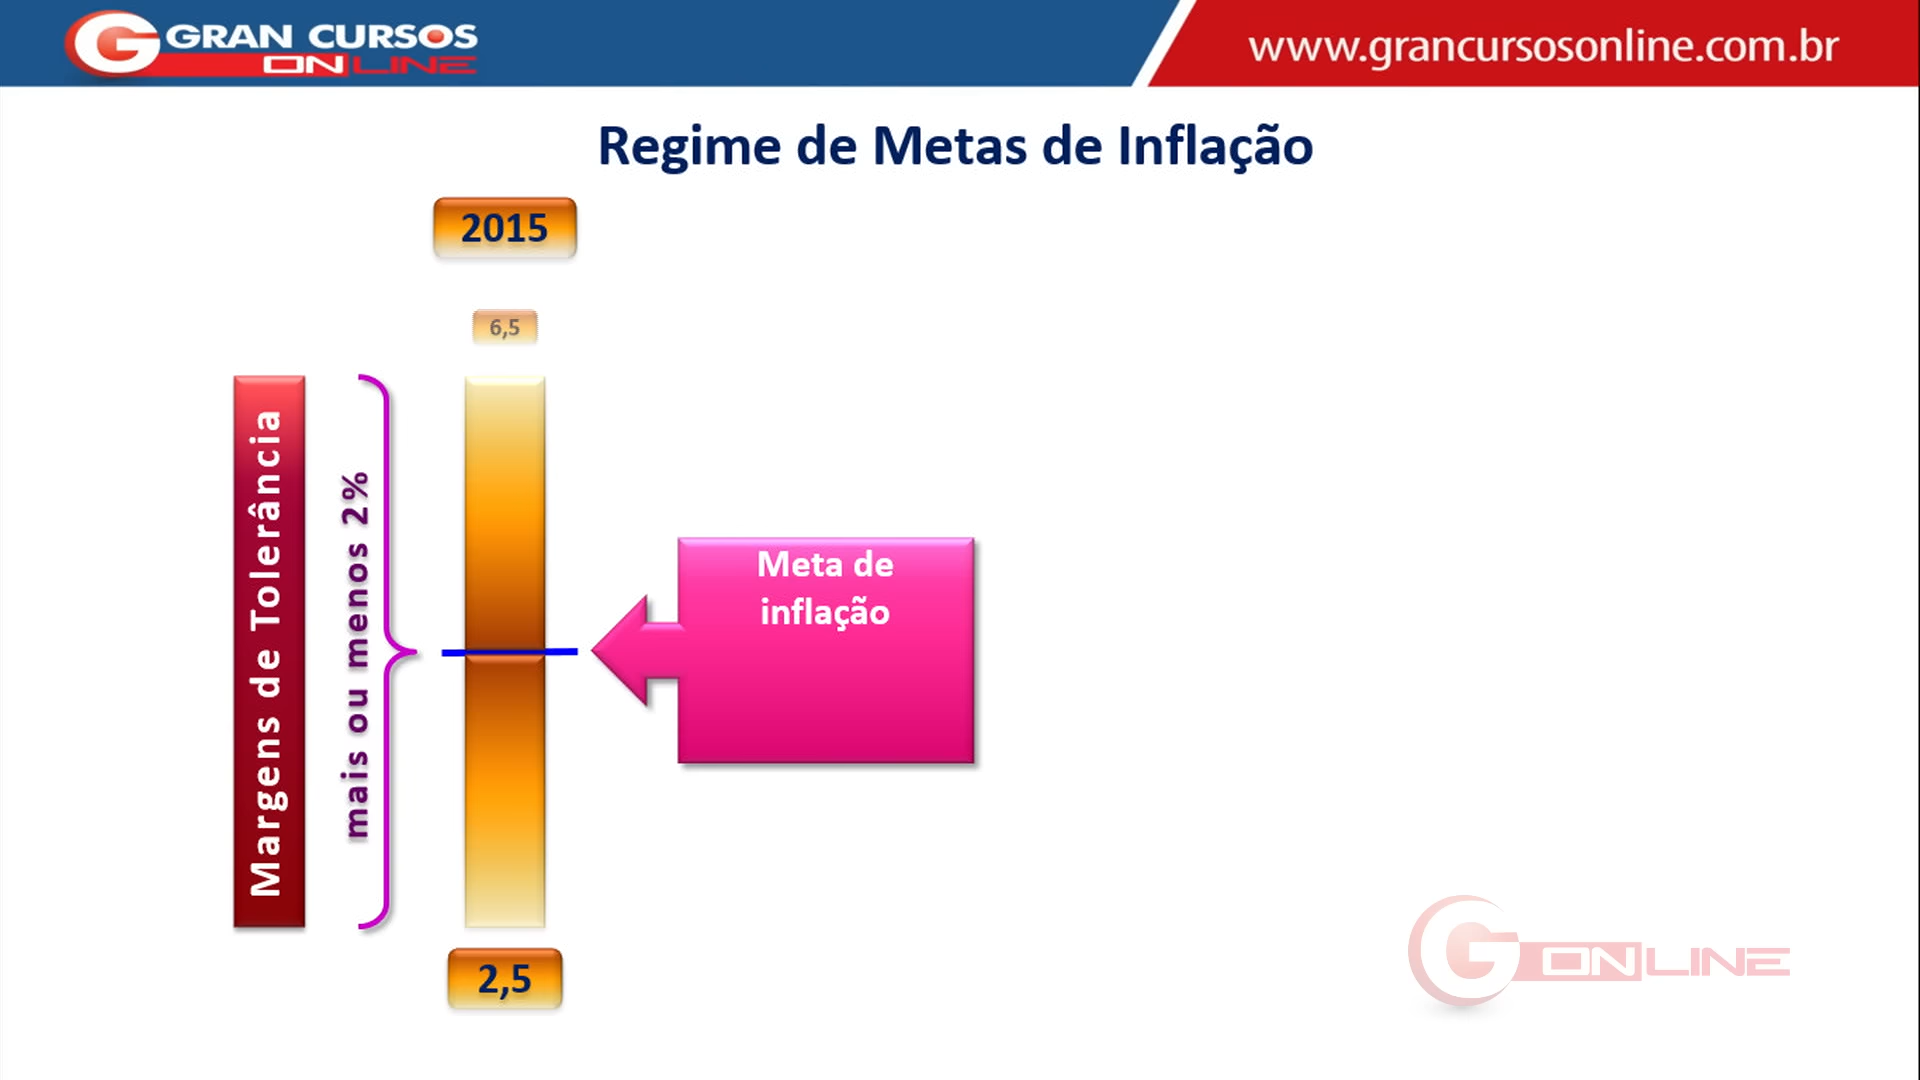 GRAN CURSOS
ONLINE
www.grancursosonline.com.br
Regime de Metas de Inflação
2015
6,5
Margens de Tolerância
mais ou menos 2%
Meta de
inflação
2,5
G ONLINE